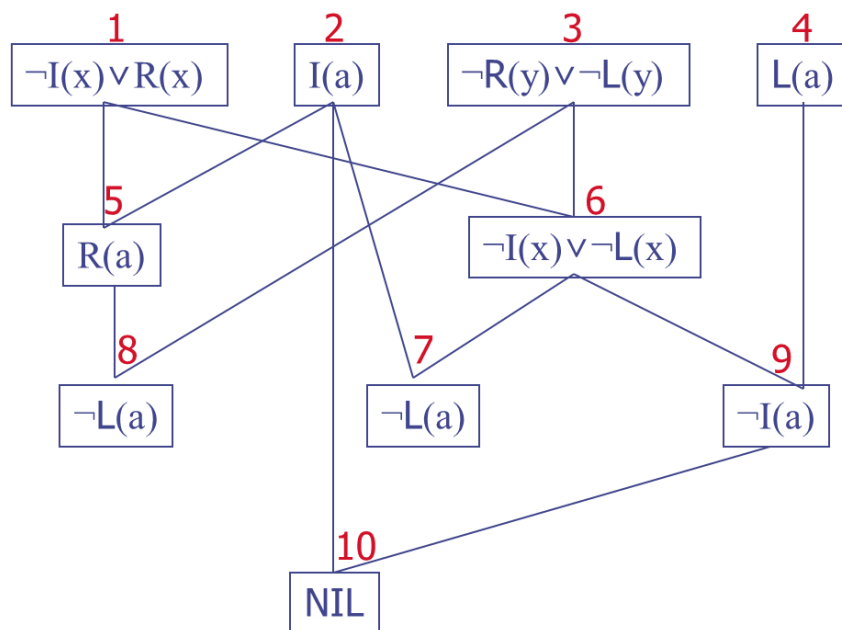 1 2 3 4
¬I(x)∨R(x) I(a) ¬R(y)∨¬L(y) L(a)
5 6
R(a) ¬I(x)∨¬L(x)
8 7 9
¬L(a) ¬L(a) ¬I(a)
10
NIL